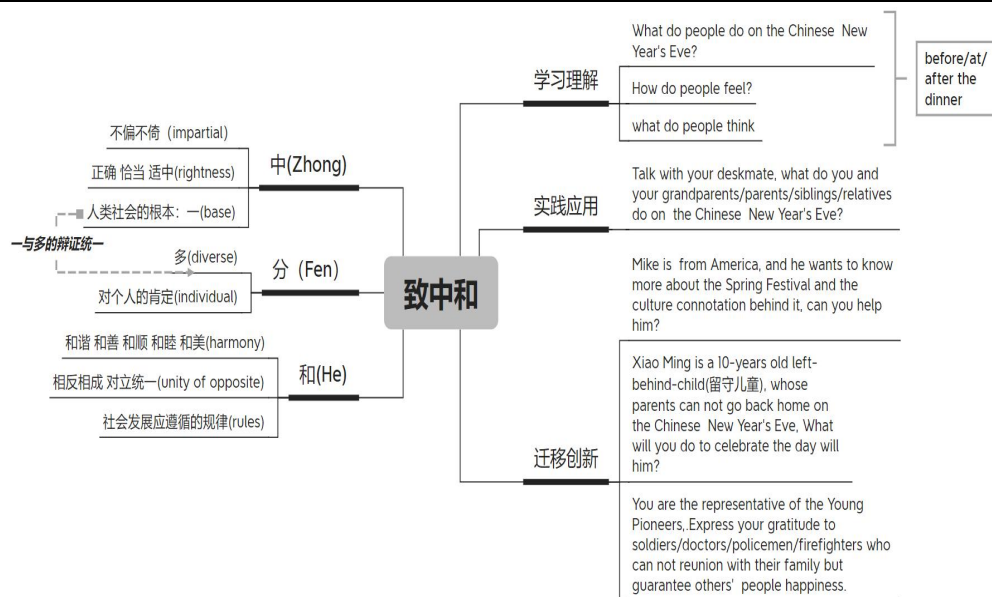 致中和
中(Zhong)
不偏不倚（impartial)
正确 恰当 适中(rightness)
人类社会的根本：一(base)
一与多的辩证统一
分（Fen）
多(diverse)
对个人的肯定(individual)
和(He)
和谐 和善 和顺 和睦 和美(harmony)
相反相成 对立统一(unity of opposite)
社会发展应遵循的规律(rules)
学习理解
What do people do on the Chinese New
Year's Eve?
How do people feel?
what do people think
before/at/
after the
dinner
实践应用
Talk with your deskmate, what do you and
your grandparents/parents/siblings/relatives
do on the Chinese New Year's Eve?
迁移创新
Mike is from America, and he wants to know
more about the Spring Festival and the
culture connotation behind it, can you help
him?
Xiao Ming is a 10-years old left-
behind-child(留守儿童), whose
parents can not go back home on
the Chinese New Year's Eve, What
will you do to celebrate the day will
him?
You are the representative of the Young
Pioneers,.Express your gratitude to
soldiers/doctors/policemen/firefighters who
can not reunion with their family but
guarantee others' people happiness.